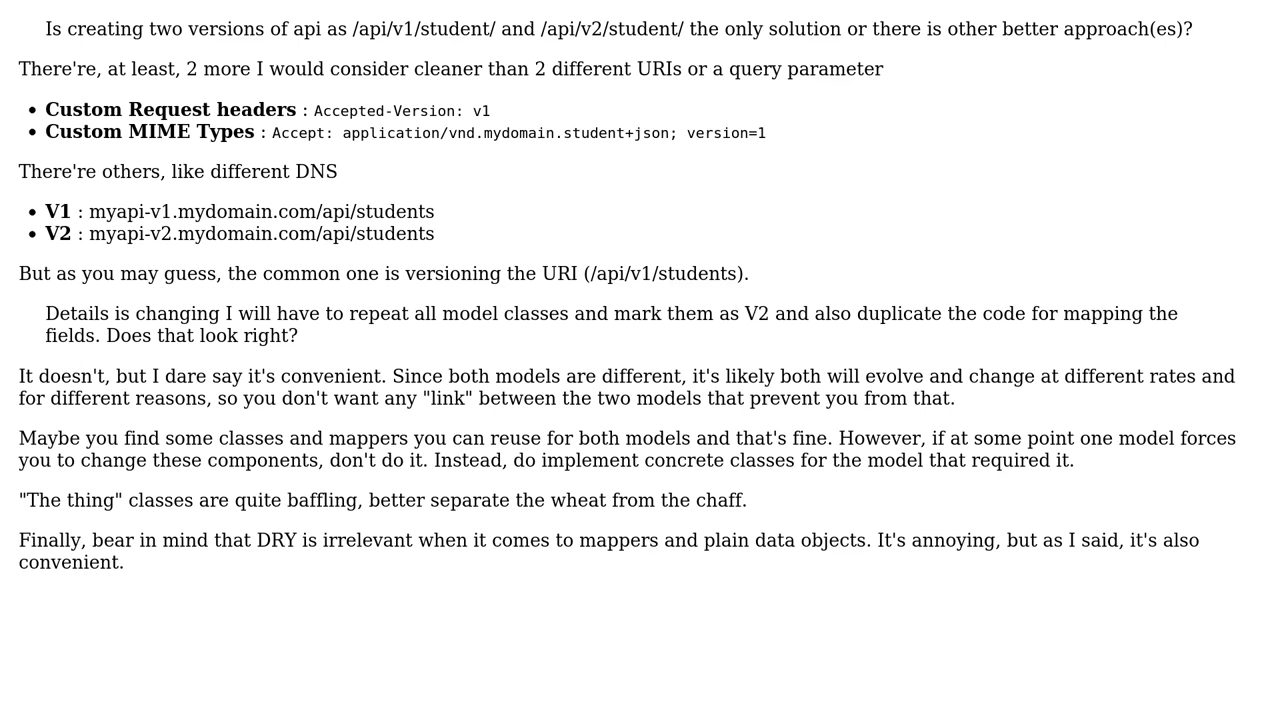 Is creating two versions of api as /api/v1/student/ and /api/v2/student/ the only solution or there is other better approach(es)?
There're, at least, 2 more I would consider cleaner than 2 different URIs or a query parameter
• Custom Request headers : Accepted-Version: v1
• Custom MIME Types : Accept: application/vnd.mydomain.student+json; version=1
There're others, like different DNS
• V1 : myapi-v1.mydomain.com/api/students
• V2 : myapi-v2.mydomain.com/api/students
But as you may guess, the common one is versioning the URI (/api/v1/students).
Details is changing I will have to repeat all model classes and mark them as V2 and also duplicate the code for mapping the
fields. Does that look right?
It doesn't, but I dare say it's convenient. Since both models are different, it's likely both will evolve and change at different rates and
for different reasons, so you don't want any "link" between the two models that prevent you from that.
Maybe you find some classes and mappers you can reuse for both models and that's fine. However, if at some point one model forces
you to change these components, don't do it. Instead, do implement concrete classes for the model that required it.
"The thing" classes are quite baffling, better separate the wheat from the chaff.
Finally, bear in mind that DRY is irrelevant when it comes to mappers and plain data objects. It's annoying, but as I said, it's also
convenient.